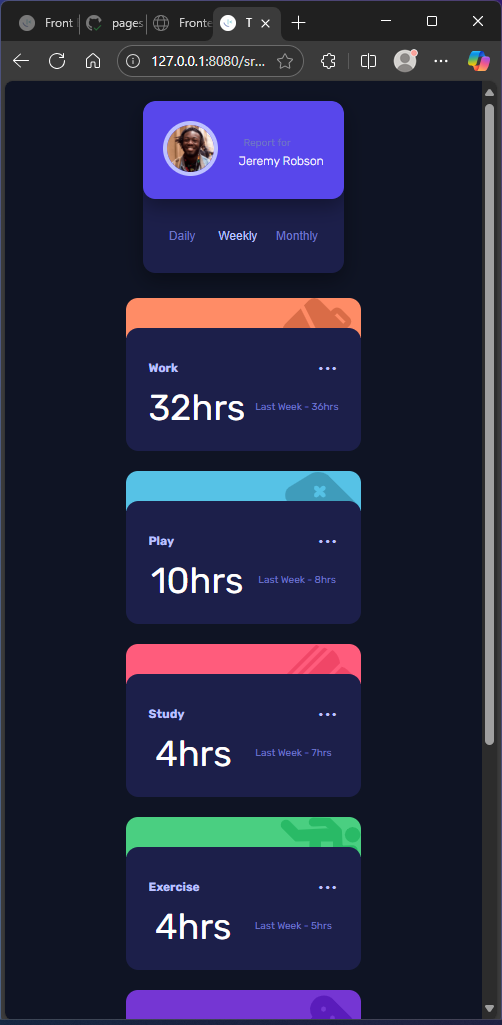 Front
pages
Fronte
T
127.0.0.1:8080/sr...
Report for
Jeremy Robson
Daily Weekly Monthly
Work
32hrs Last Week - 36hrs
Play
10hrs Last Week - 8hrs
Study
4hrs Last Week - 7hrs
Exercise
4hrs Last Week - 5hrs